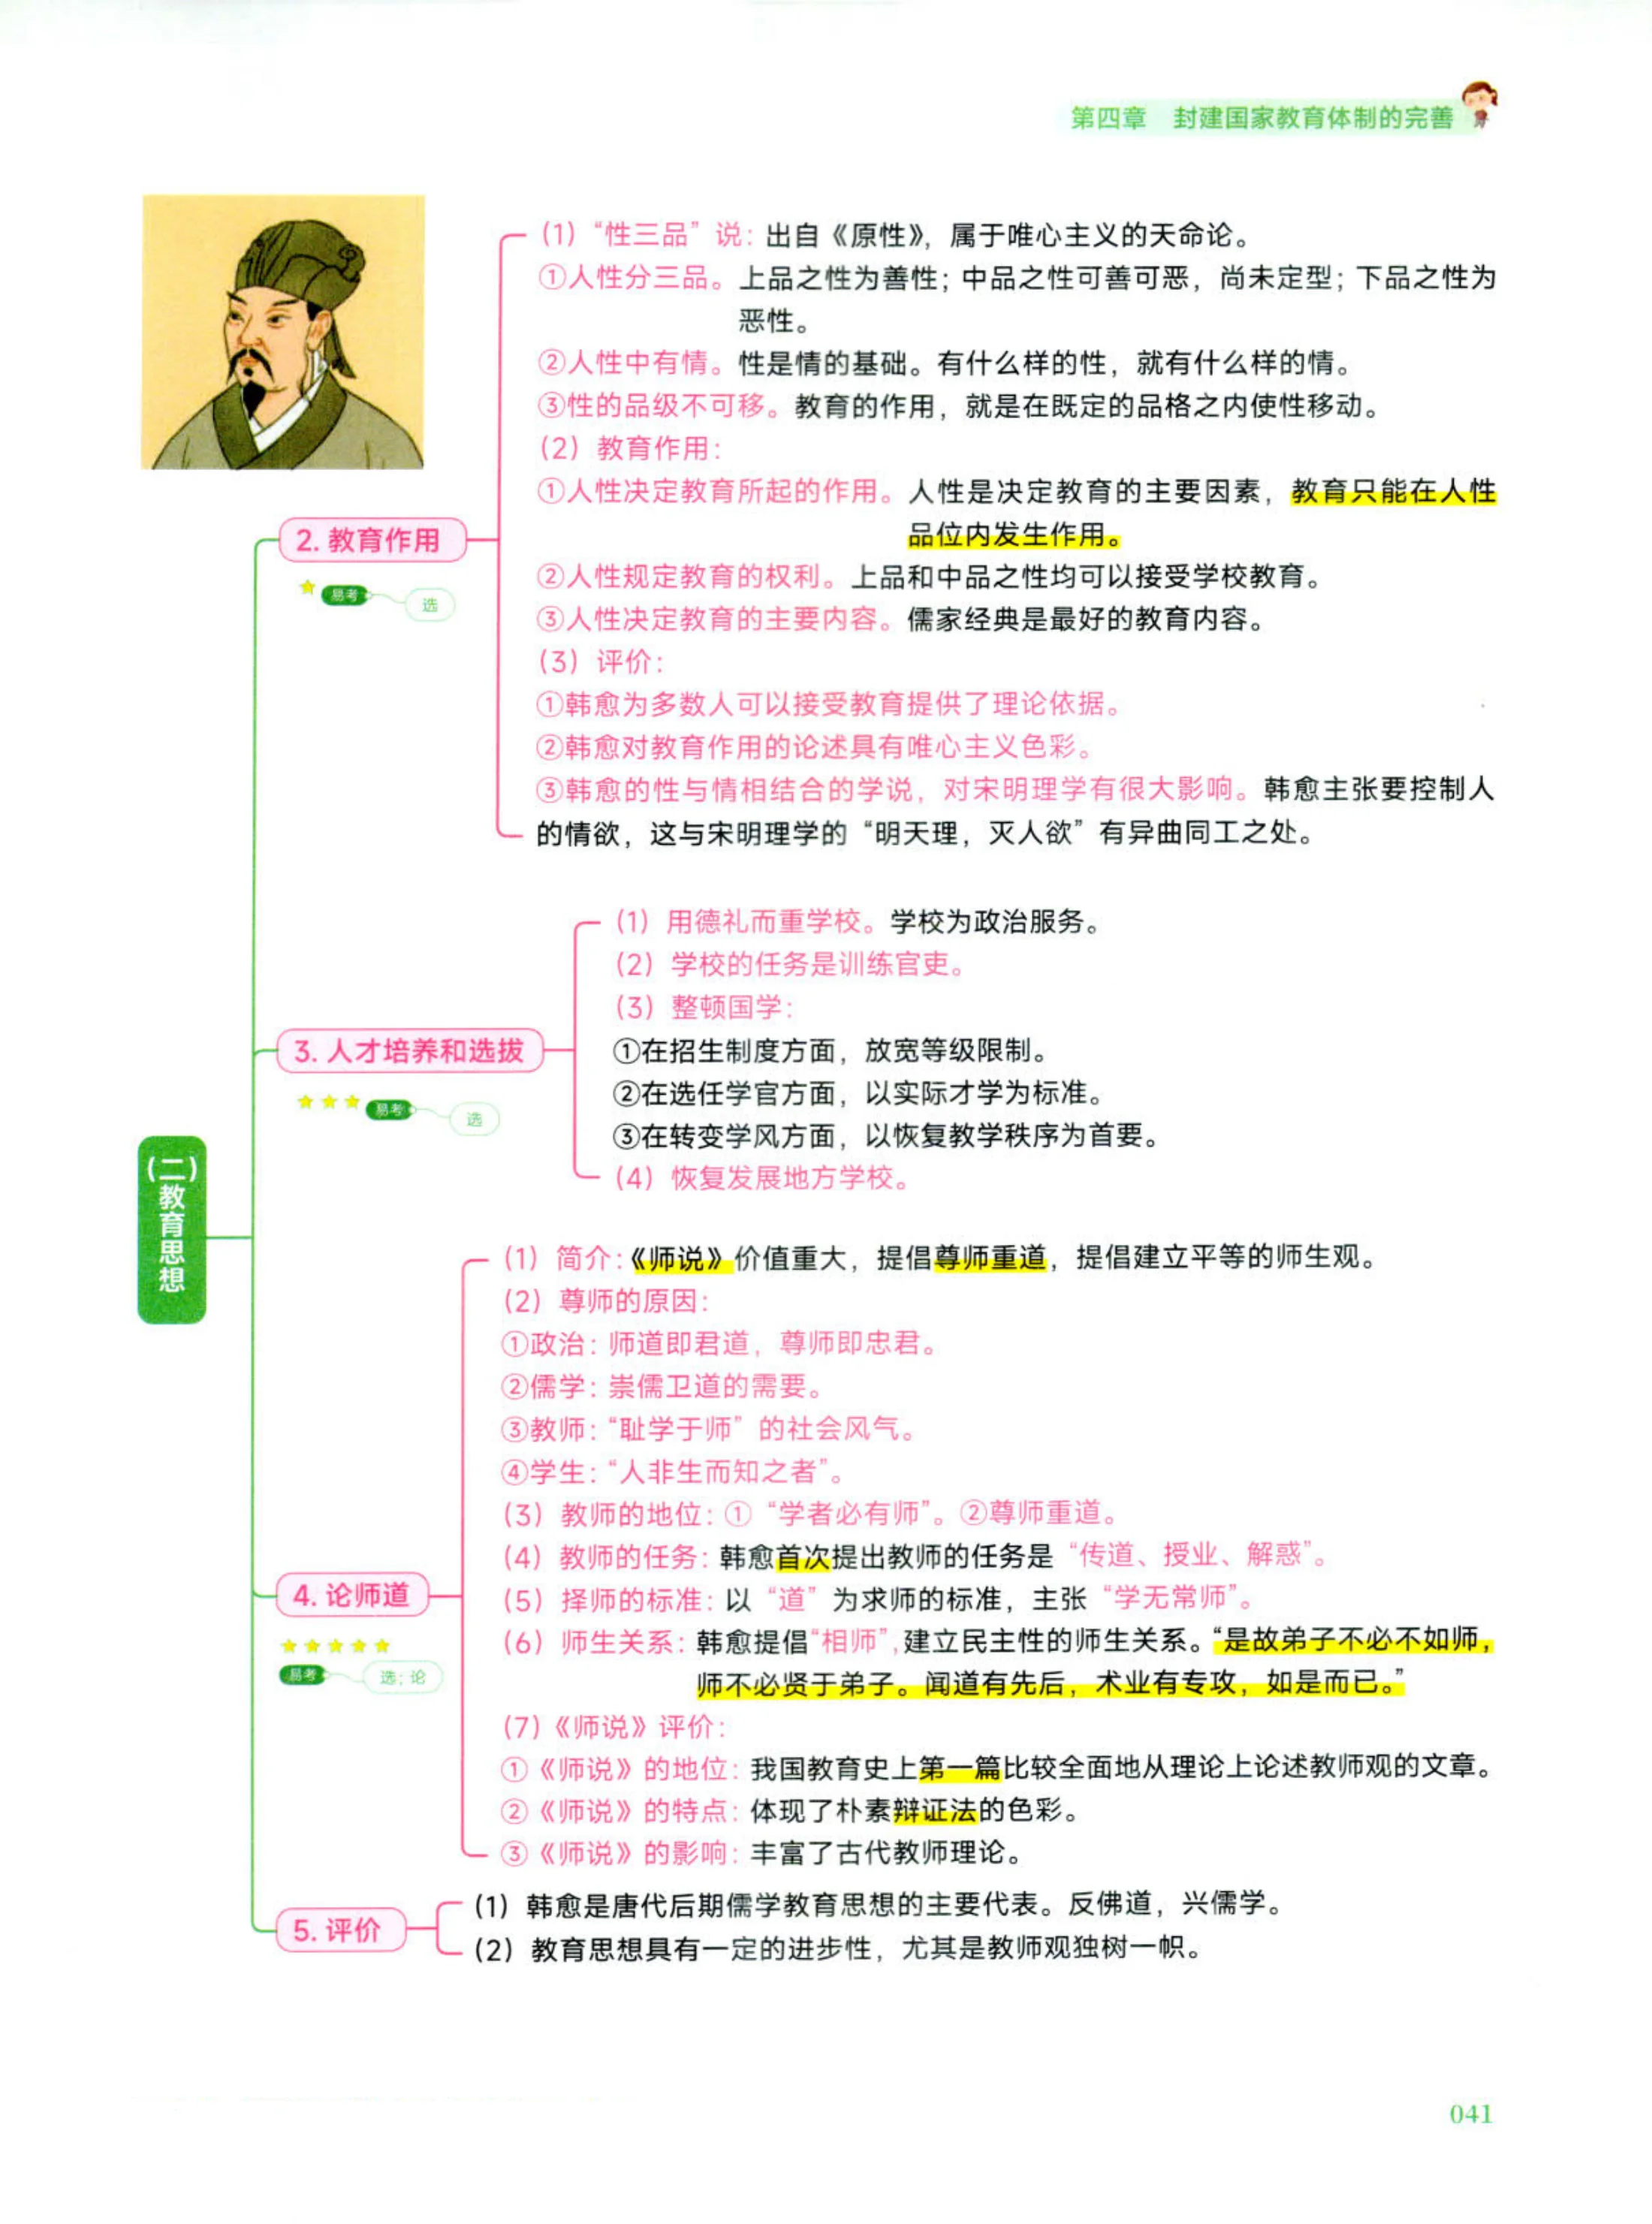 第四章 封建国家教育体制的完善
(二)教育思想
2. 教育作用
易考 选
(1)“性三品”说：出自《原性》，属于唯心主义的天命论。
①人性分三品。上品之性为善性；中品之性可善可恶，尚未定型；下品之性为
恶性。
②人性中有情。性是情的基础。有什么样的性，就有什么样的情。
③性的品级不可移。教育的作用，就是在既定的品格之内使性移动。
(2)教育作用：
①人性决定教育所起的作用。人性是决定教育的主要因素，教育只能在人性
品位内发生作用。
②人性规定教育的权利。上品和中品之性均可以接受学校教育。
③人性决定教育的主要内容。儒家经典是最好的教育内容。
(3)评价：
①韩愈为多数人可以接受教育提供了理论依据。
②韩愈对教育作用的论述具有唯心主义色彩。
③韩愈的性与情相结合的学说，对宋明理学有很大影响。韩愈主张要控制人
的情欲，这与宋明理学的“明天理，灭人欲”有异曲同工之处。
3. 人才培养和选拔
易考 选
(1)用德礼而重学校。学校为政治服务。
(2)学校的任务是训练官吏。
(3)整顿国学：
①在招生制度方面，放宽等级限制。
②在选任学官方面，以实际才学为标准。
③在转变学风方面，以恢复教学秩序为首要。
(4)恢复发展地方学校。
4. 论师道
易考 选；论
(1)简介：《师说》价值重大，提倡尊师重道，提倡建立平等的师生观。
(2)尊师的原因：
①政治：师道即君道，尊师即忠君。
②儒学：崇儒卫道的需要。
③教师：“耻学于师”的社会风气。
④学生：“人非生而知之者”。
(3)教师的地位：①“学者必有师”。②尊师重道。
(4)教师的任务：韩愈首次提出教师的任务是“传道、授业、解惑”。
(5)择师的标准：以“道”为求师的标准，主张“学无常师”。
(6)师生关系：韩愈提倡“相师”，建立民主性的师生关系。“是故弟子不必不如师，
师不必贤于弟子。闻道有先后，术业有专攻，如是而已。”
(7)《师说》评价：
①《师说》的地位：我国教育史上第一篇比较全面地从理论上论述教师观的文章。
②《师说》的特点：体现了朴素辩证法的色彩。
③《师说》的影响：丰富了古代教师理论。
5. 评价
(1)韩愈是唐代后期儒学教育思想的主要代表。反佛道，兴儒学。
(2)教育思想具有一定的进步性，尤其是教师观独树一帜。
041